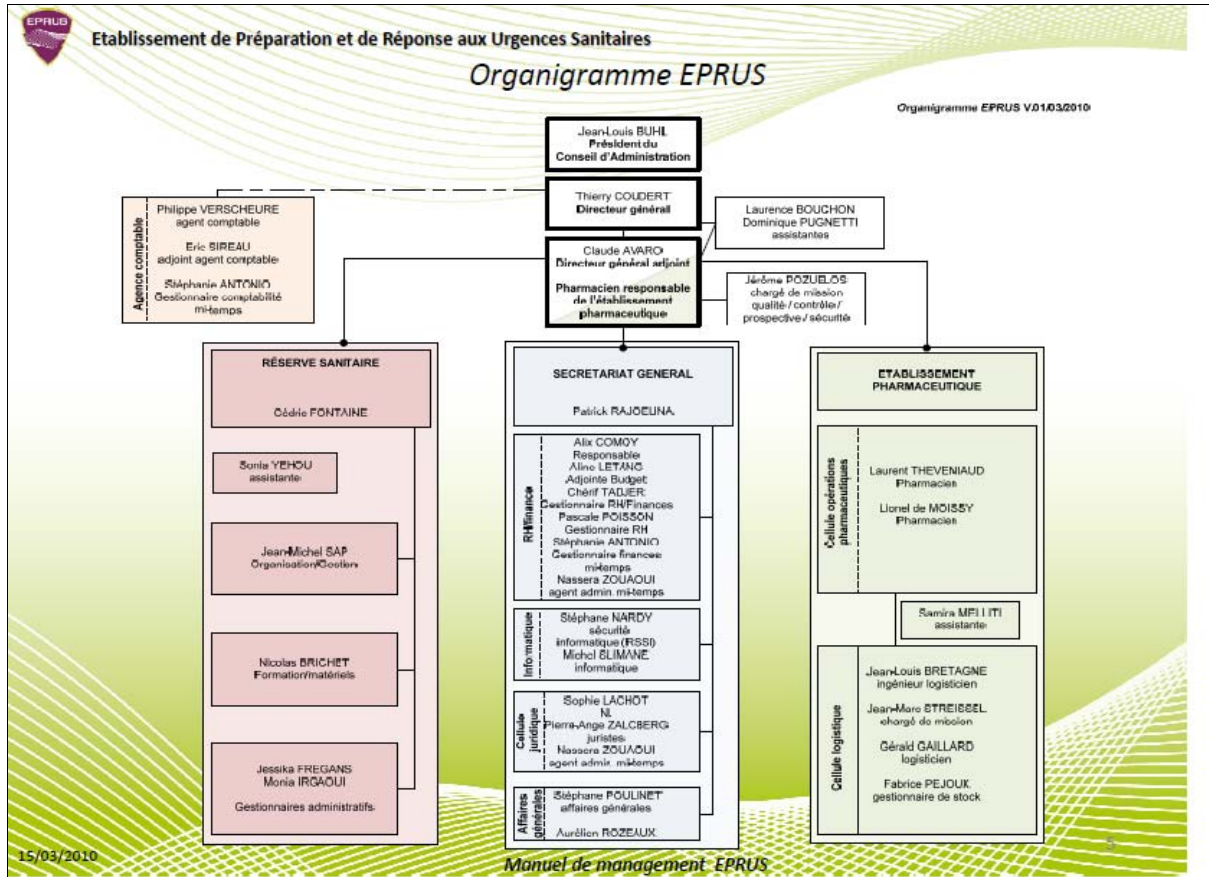 EPRUS
Etablissement de Préparation et de Réponse aux Urgences Sanitaires
Organigramme EPRUS
Organigramme EPRUS V.01/03/2010
Jean-Louis BUHL
Président du
Conseil d'Administration
Thierry COUDERT
Directeur général
Laurence BOUCHON
Dominique PUGNETTI
assistantes
Agence comptable
Philippe VERSCHEURE
agent comptable
Eric SIREAU
adjoint agent comptable
Stéphanie ANTONIO
Gestionnaire comptabilité
mi-temps
Claude AVARO
Directeur général adjoint
Pharmacien responsable
de l'établissement
pharmaceutique
Jérôme POZUELOS
chargé de mission
qualité / contrôle /
prospective / sécurité
RÉSERVE SANITAIRE
Cédric FONTAINE
Sonia YEHOU
assistante
Jean-Michel SAP
Organisation/Gestion
Nicolas BRICHET
Formation/matériels
Jessika FREGANS
Monia IRGAOUI
Gestionnaires administratifs
SECRETARIAT GENERAL
Patrick RAJOELINA
RH/finance
Alix COMOY
Responsable
Aline LETANG
Adjointe Budget
Chérif TADJER
Gestionnaire RH/Finances
Pascale POISSON
Gestionnaire RH
Stéphanie ANTONIO
Gestionnaire finances
mi-temps
Nassera ZOUAOUI
agent admin. mi-temps
Informatique
Stéphane NARDY
sécurité
informatique (RSSI)
Michel SLIMANE
informatique
Cellule
juridique
Sophie LACHOT
N.
Pierre-Ange ZALCBERG
juristes
Nassera ZOUAOUI
agent admin. mi-temps
Affaires
générales
Stéphane POULINET
affaires générales
Aurélien ROZEAUX
ETABLISSEMENT
PHARMACEUTIQUE
Cellule opérations
pharmaceutiques
Laurent THEVENIAUD
Pharmacien
Lionel de MOISSY
Pharmacien
Samira MELLITI
assistante
Cellule logistique
Jean-Louis BRETAGNE
ingénieur logisticien
Jean-Marc STREISSEL
chargé de mission
Gérald GAILLARD
logisticien
Fabrice PEJOUX
gestionnaire de stock
15/03/2010
Manuel de management EPRUS
5